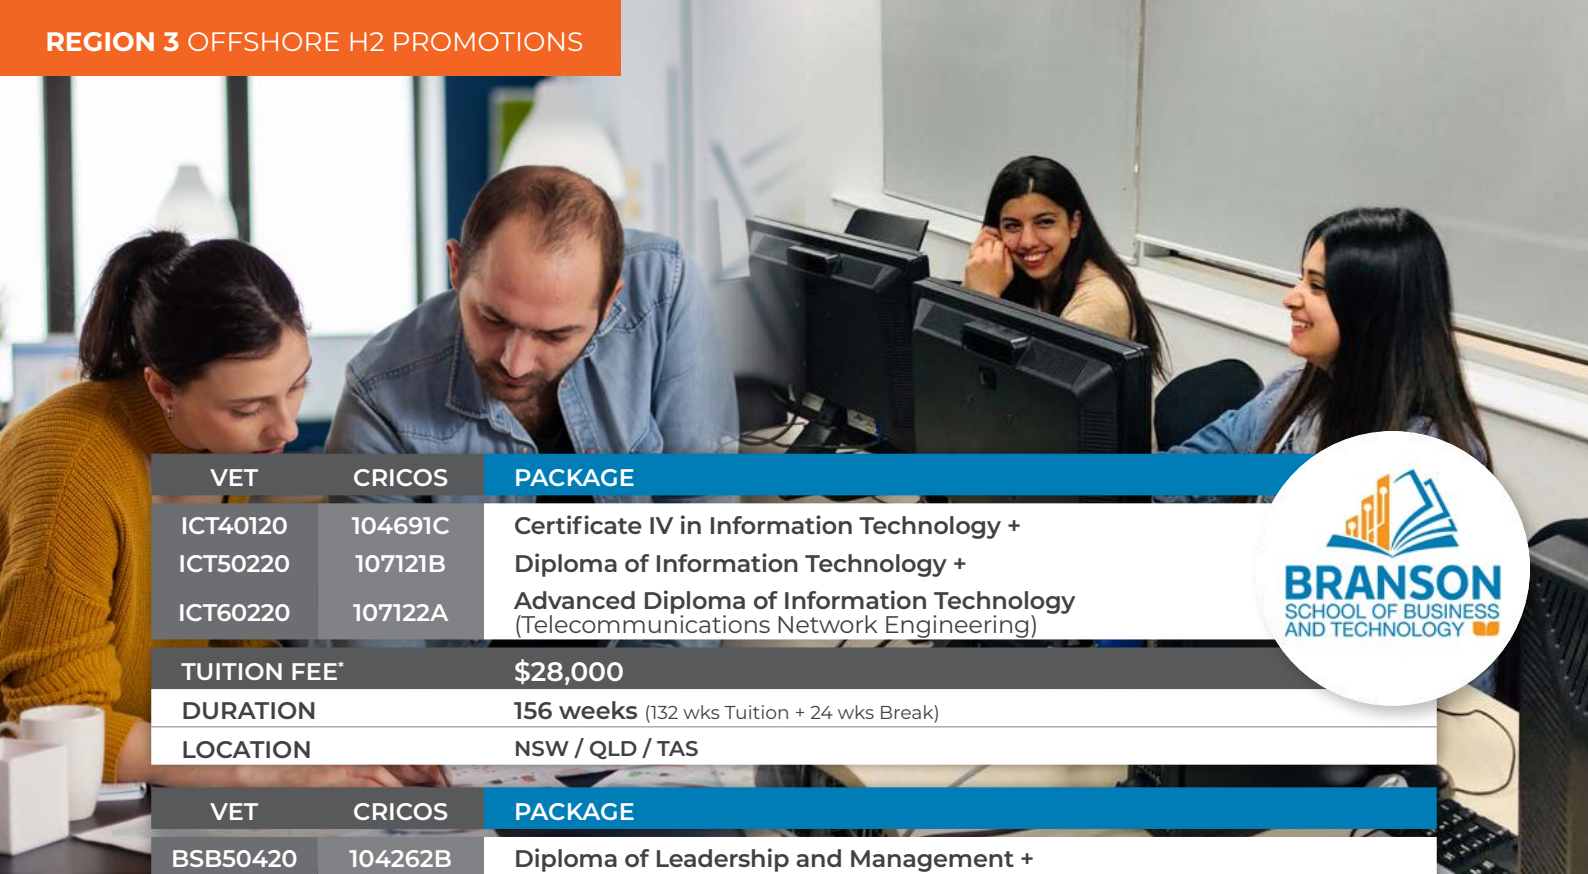 REGION 3 OFFSHORE H2 PROMOTIONS
VET CRICOS PACKAGE
ICT40120 104691C Certificate IV in Information Technology +
ICT50220 107121B Diploma of Information Technology +
ICT60220 107122A Advanced Diploma of Information Technology
(Telecommunications Network Engineering)
BRANSON
SCHOOL OF BUSINESS
AND TECHNOLOGY
TUITION FEE* $28,000
DURATION 156 weeks (132 wks Tuition + 24 wks Break)
LOCATION NSW / QLD / TAS
VET CRICOS PACKAGE
BSB50420 104262B Diploma of Leadership and Management +